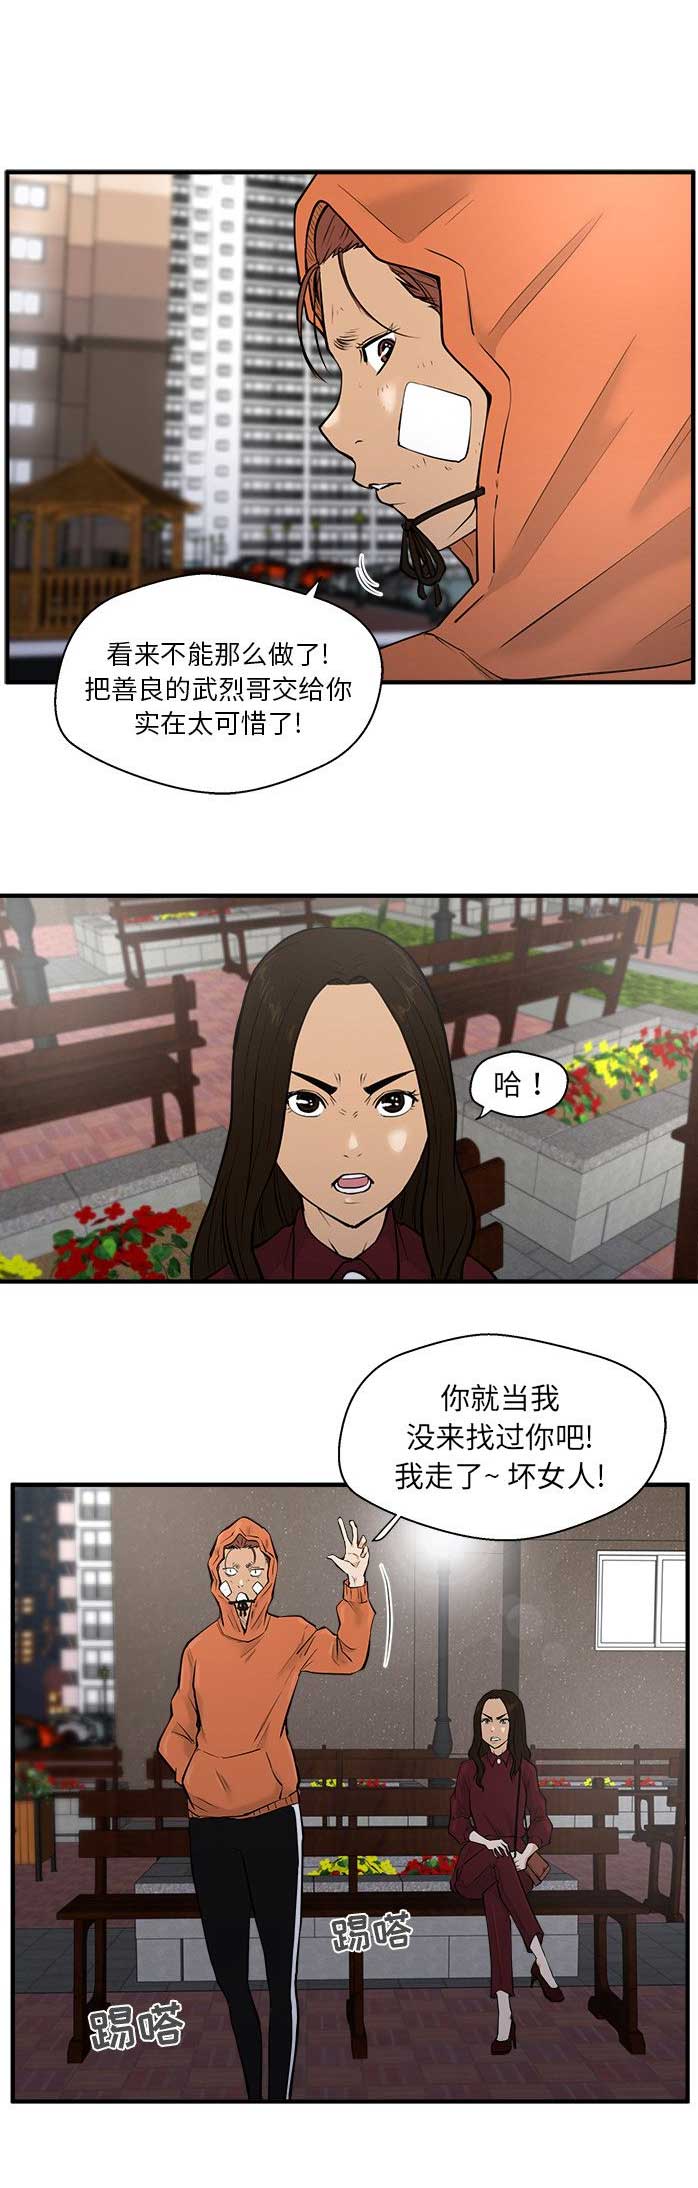 看来不能那么做了!
把善良的武烈哥交给你
实在太可惜了!
哈！
你就当我
没来找过你吧!
我走了~坏女人!
踢嗒
踢嗒